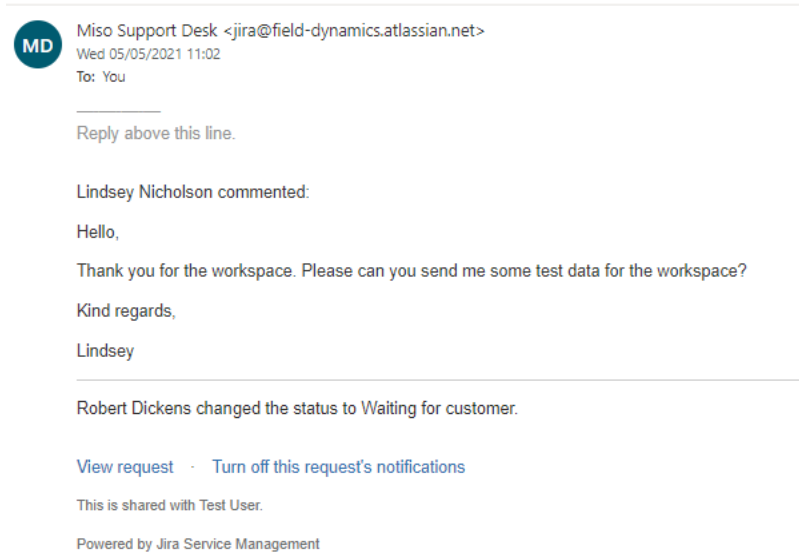 MD
Miso Support Desk <jira@field-dynamics.atlassian.net>
Wed 05/05/2021 11:02
To: You
Reply above this line.
Lindsey Nicholson commented:
Hello,
Thank you for the workspace. Please can you send me some test data for the workspace?
Kind regards,
Lindsey
Robert Dickens changed the status to Waiting for customer.
View request · Turn off this request's notifications
This is shared with Test User.
Powered by Jira Service Management